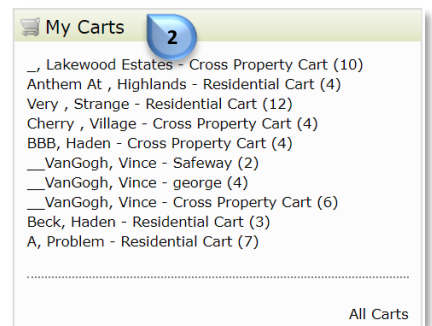 My Carts
2
_, Lakewood Estates - Cross Property Cart (10)
Anthem At , Highlands - Residential Cart (4)
Very , Strange - Residential Cart (12)
Cherry , Village - Cross Property Cart (4)
BBB, Haden - Cross Property Cart (4)
__VanGogh, Vince - Safeway (2)
__VanGogh, Vince - george (4)
__VanGogh, Vince - Cross Property Cart (6)
Beck, Haden - Residential Cart (3)
A, Problem - Residential Cart (7)
All Carts